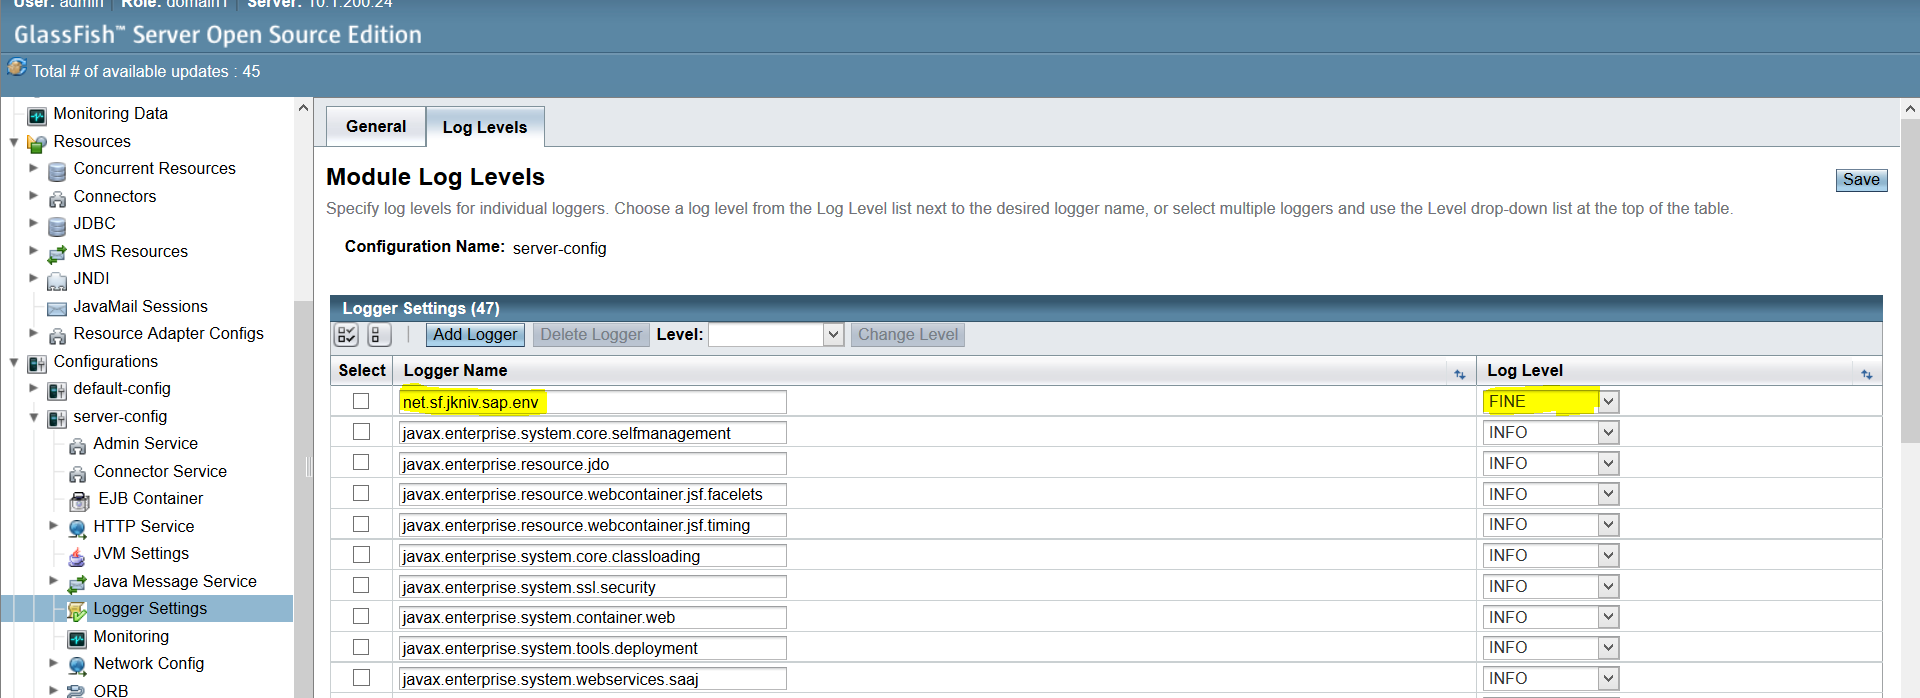 User: admin | Role: domain1 | Server: 10.1.200.24
GlassFish™ Server Open Source Edition
Total # of available updates : 45
Monitoring Data
Resources
Concurrent Resources
Connectors
JDBC
JMS Resources
JNDI
JavaMail Sessions
Resource Adapter Configs
Configurations
default-config
server-config
Admin Service
Connector Service
EJB Container
HTTP Service
JVM Settings
Java Message Service
Logger Settings
Monitoring
Network Config
ORB
General Log Levels
Module Log Levels
Save
Specify log levels for individual loggers. Choose a log level from the Log Level list next to the desired logger name, or select multiple loggers and use the Level drop-down list at the top of the table.
Configuration Name: server-config
Logger Settings (47)
Add Logger Delete Logger Level: Change Level
Select Logger Name Log Level
net.sf.jkniv.sap.env FINE
javax.enterprise.system.core.selfmanagement INFO
javax.enterprise.resource.jdo INFO
javax.enterprise.resource.webcontainer.jsf.facelets INFO
javax.enterprise.resource.webcontainer.jsf.timing INFO
javax.enterprise.system.core.classloading INFO
javax.enterprise.system.ssl.security INFO
javax.enterprise.system.container.web INFO
javax.enterprise.system.tools.deployment INFO
javax.enterprise.system.webservices.saaj INFO